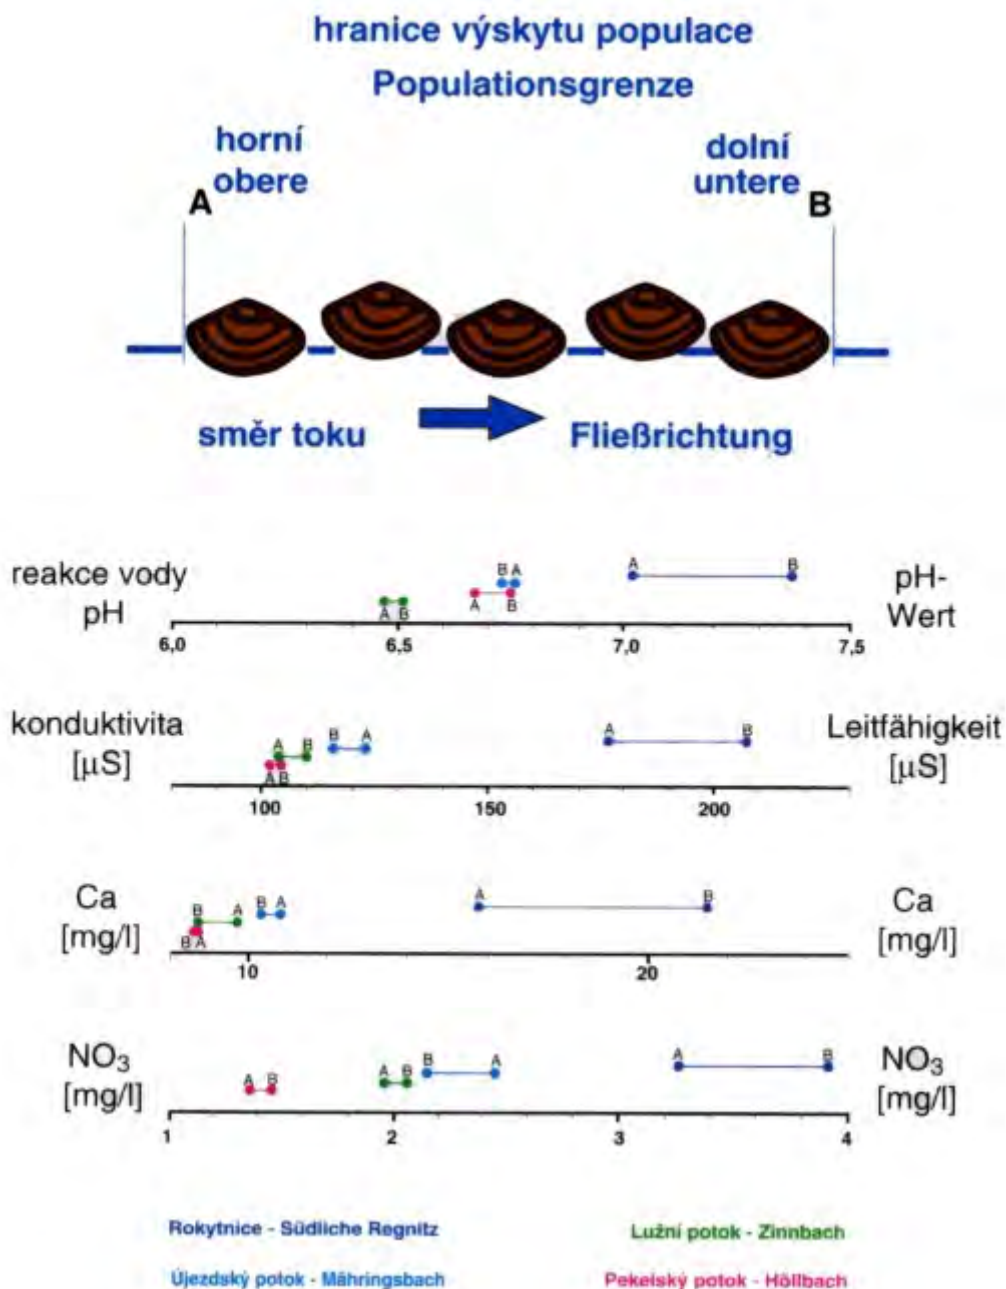 hranice výskytu populace
Populationsgrenze
horní
obere
dolní
untere
A
B
směr toku
Fließrichtung
reakce vody
pH
pH-
Wert
B A
A B
A B
A B
6,0 6,5 7,0 7,5
konduktivita
[µS]
Leitfähigkeit
[µS]
A B
B A
A B
A B
100 150 200
Ca
[mg/l]
Ca
[mg/l]
B A
B A
A B
B A
10 20
NO3
[mg/l]
NO3
[mg/l]
A B
A B
B A
A B
1 2 3 4
Rokytnice - Südliche Regnitz
Lužní potok - Zinnbach
Újezdský potok - Mähringsbach
Pekelský potok - Höllbach